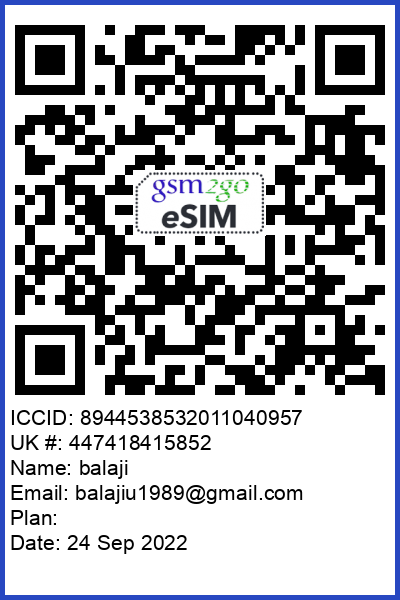 gsm2go
eSIM
ICCID: 8944538532011040957
UK #: 447418415852
Name: balaji
Email: balajiu1989@gmail.com
Plan:
Date: 24 Sep 2022